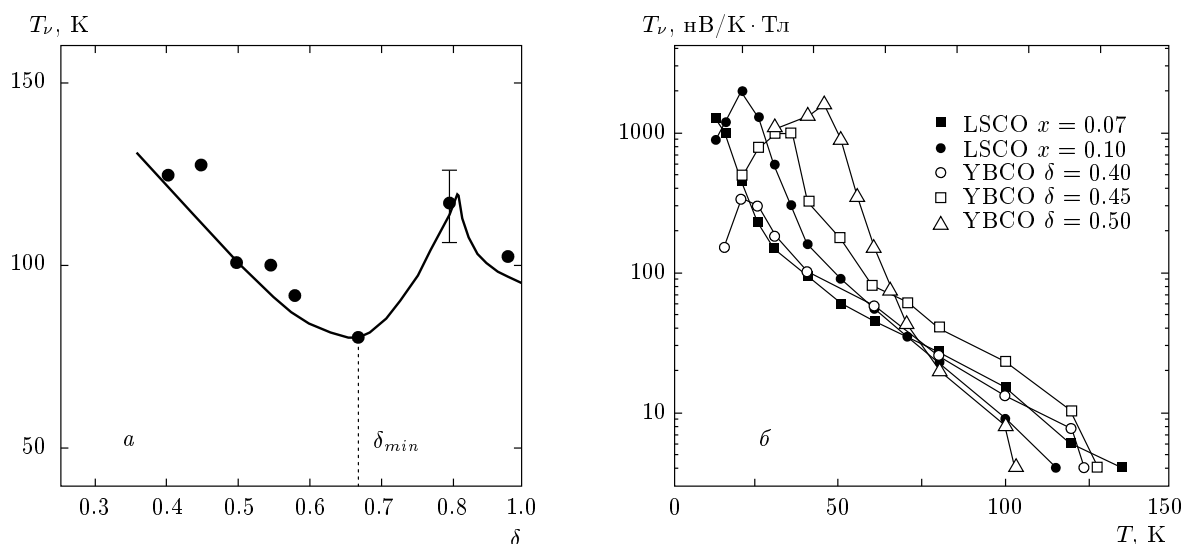 T_ν, К
150
100
50
а
δ_min
0.3 0.4 0.5 0.6 0.7 0.8 0.9 1.0
δ
T_ν, нВ/К · Тл
1000
100
10
LSCO x = 0.07
LSCO x = 0.10
YBCO δ = 0.40
YBCO δ = 0.45
YBCO δ = 0.50
б
0 50 100 150
T, К